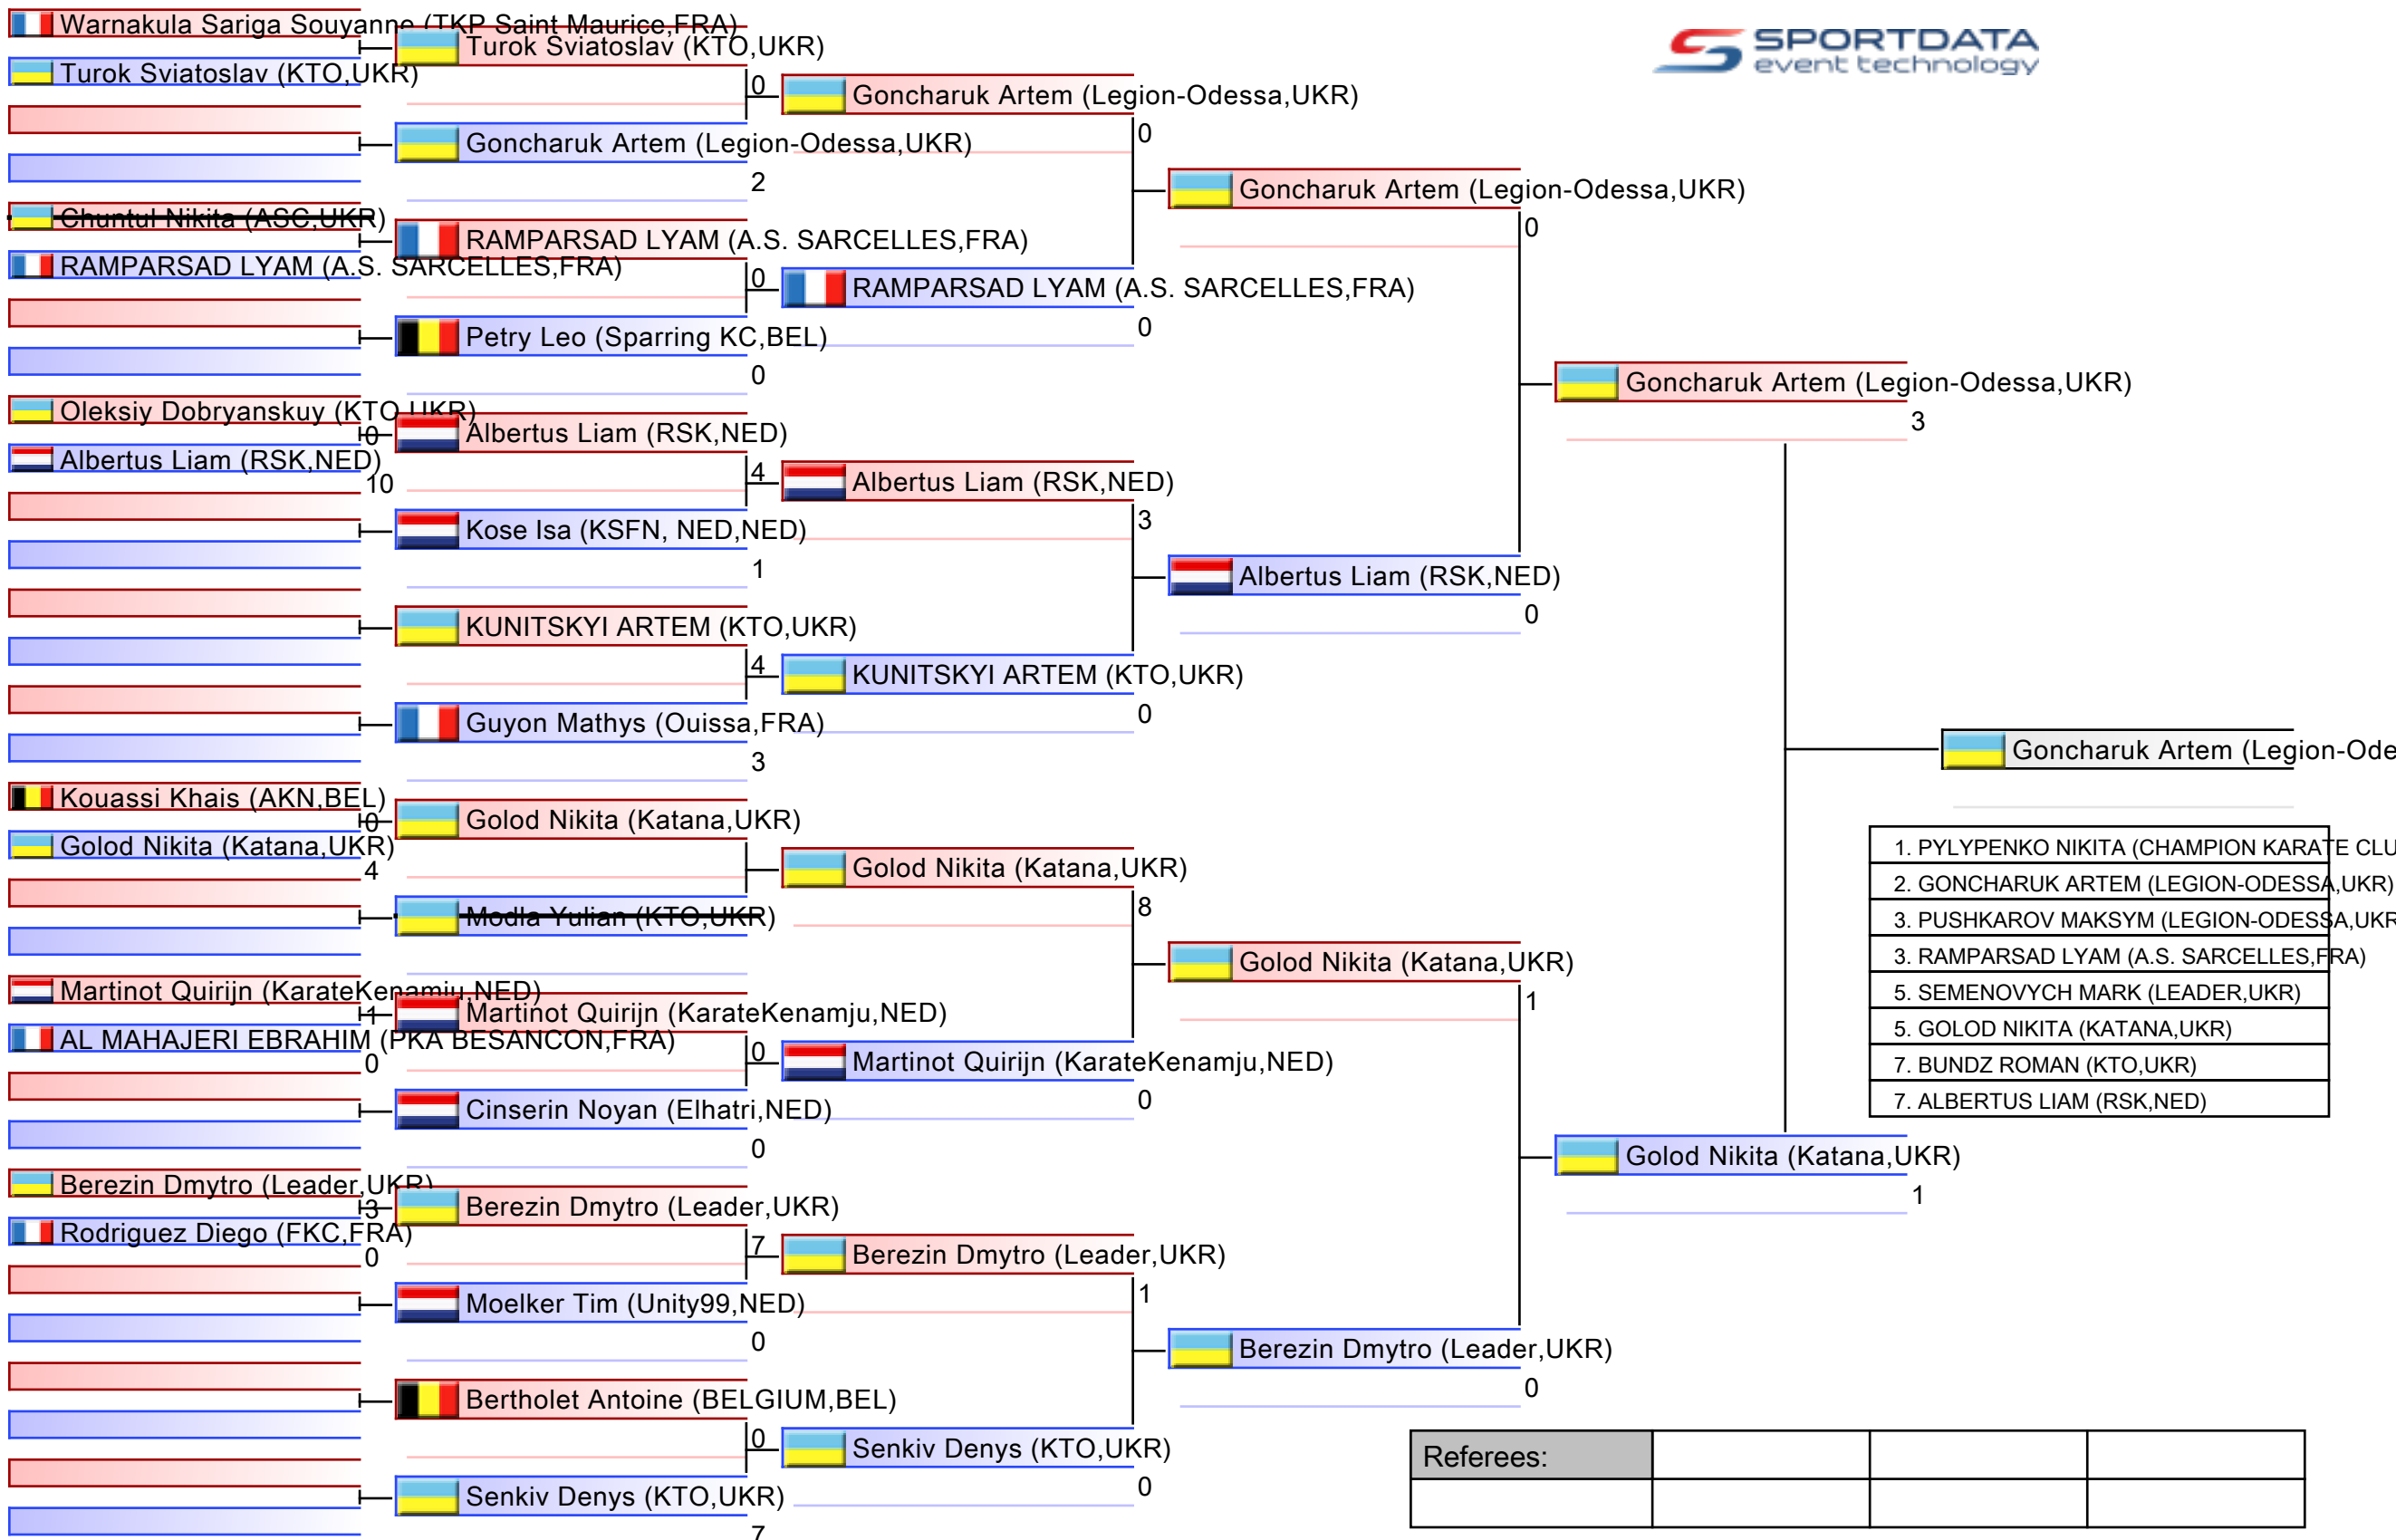 SPORTDATA
event technology
Warnakula Sariga Souyanne (TKP Saint Maurice,FRA)
Turok Sviatoslav (KTO,UKR)
Chuntul Nikita (ASC,UKR)
RAMPARSAD LYAM (A.S. SARCELLES,FRA)
Oleksiy Dobryanskuy (KTO,UKR)
0
Albertus Liam (RSK,NED)
10
Kouassi Khais (AKN,BEL)
0
Golod Nikita (Katana,UKR)
4
Martinot Quirijn (KarateKenamju,NED)
1
AL MAHAJERI EBRAHIM (PKA BESANCON,FRA)
0
Berezin Dmytro (Leader,UKR)
3
Rodriguez Diego (FKC,FRA)
0
Turok Sviatoslav (KTO,UKR)
0
Goncharuk Artem (Legion-Odessa,UKR)
2
RAMPARSAD LYAM (A.S. SARCELLES,FRA)
0
Petry Leo (Sparring KC,BEL)
0
Albertus Liam (RSK,NED)
4
Kose Isa (KSFN, NED,NED)
1
KUNITSKYI ARTEM (KTO,UKR)
4
Guyon Mathys (Ouissa,FRA)
3
Golod Nikita (Katana,UKR)
Modla Yulian (KTO,UKR)
Martinot Quirijn (KarateKenamju,NED)
0
Cinserin Noyan (Elhatri,NED)
0
Berezin Dmytro (Leader,UKR)
7
Moelker Tim (Unity99,NED)
0
Bertholet Antoine (BELGIUM,BEL)
0
Senkiv Denys (KTO,UKR)
7
Goncharuk Artem (Legion-Odessa,UKR)
0
RAMPARSAD LYAM (A.S. SARCELLES,FRA)
0
Albertus Liam (RSK,NED)
3
KUNITSKYI ARTEM (KTO,UKR)
0
Golod Nikita (Katana,UKR)
8
Martinot Quirijn (KarateKenamju,NED)
0
Berezin Dmytro (Leader,UKR)
1
Senkiv Denys (KTO,UKR)
0
Goncharuk Artem (Legion-Odessa,UKR)
0
Albertus Liam (RSK,NED)
0
Golod Nikita (Katana,UKR)
1
Berezin Dmytro (Leader,UKR)
0
Goncharuk Artem (Legion-Odessa,UKR)
3
Golod Nikita (Katana,UKR)
1
Goncharuk Artem (Legion-Ode
1. PYLYPENKO NIKITA (CHAMPION KARATE CLU
2. GONCHARUK ARTEM (LEGION-ODESSA,UKR)
3. PUSHKAROV MAKSYM (LEGION-ODESSA,UKR
3. RAMPARSAD LYAM (A.S. SARCELLES,FRA)
5. SEMENOVYCH MARK (LEADER,UKR)
5. GOLOD NIKITA (KATANA,UKR)
7. BUNDZ ROMAN (KTO,UKR)
7. ALBERTUS LIAM (RSK,NED)
Referees: